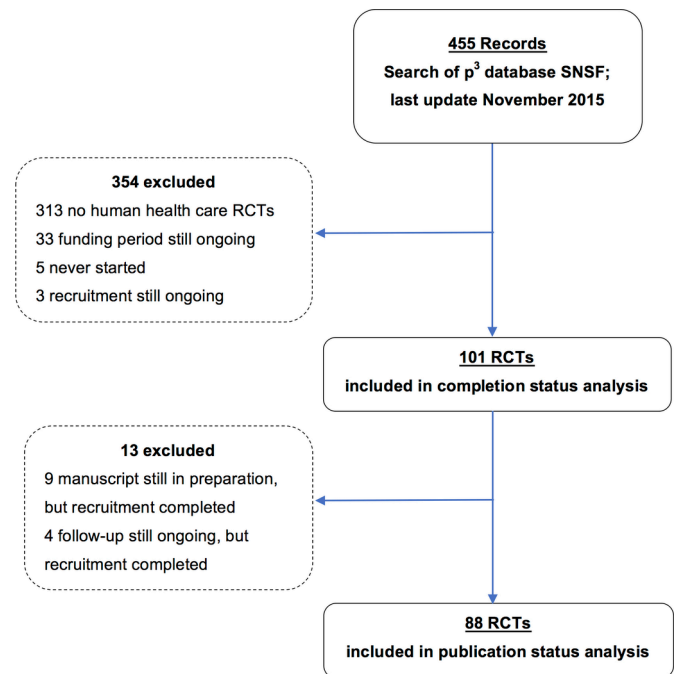 455 Records
Search of p³ database SNSF;
last update November 2015
354 excluded
313 no human health care RCTs
33 funding period still ongoing
5 never started
3 recruitment still ongoing
101 RCTs
included in completion status analysis
13 excluded
9 manuscript still in preparation,
but recruitment completed
4 follow-up still ongoing, but
recruitment completed
88 RCTs
included in publication status analysis